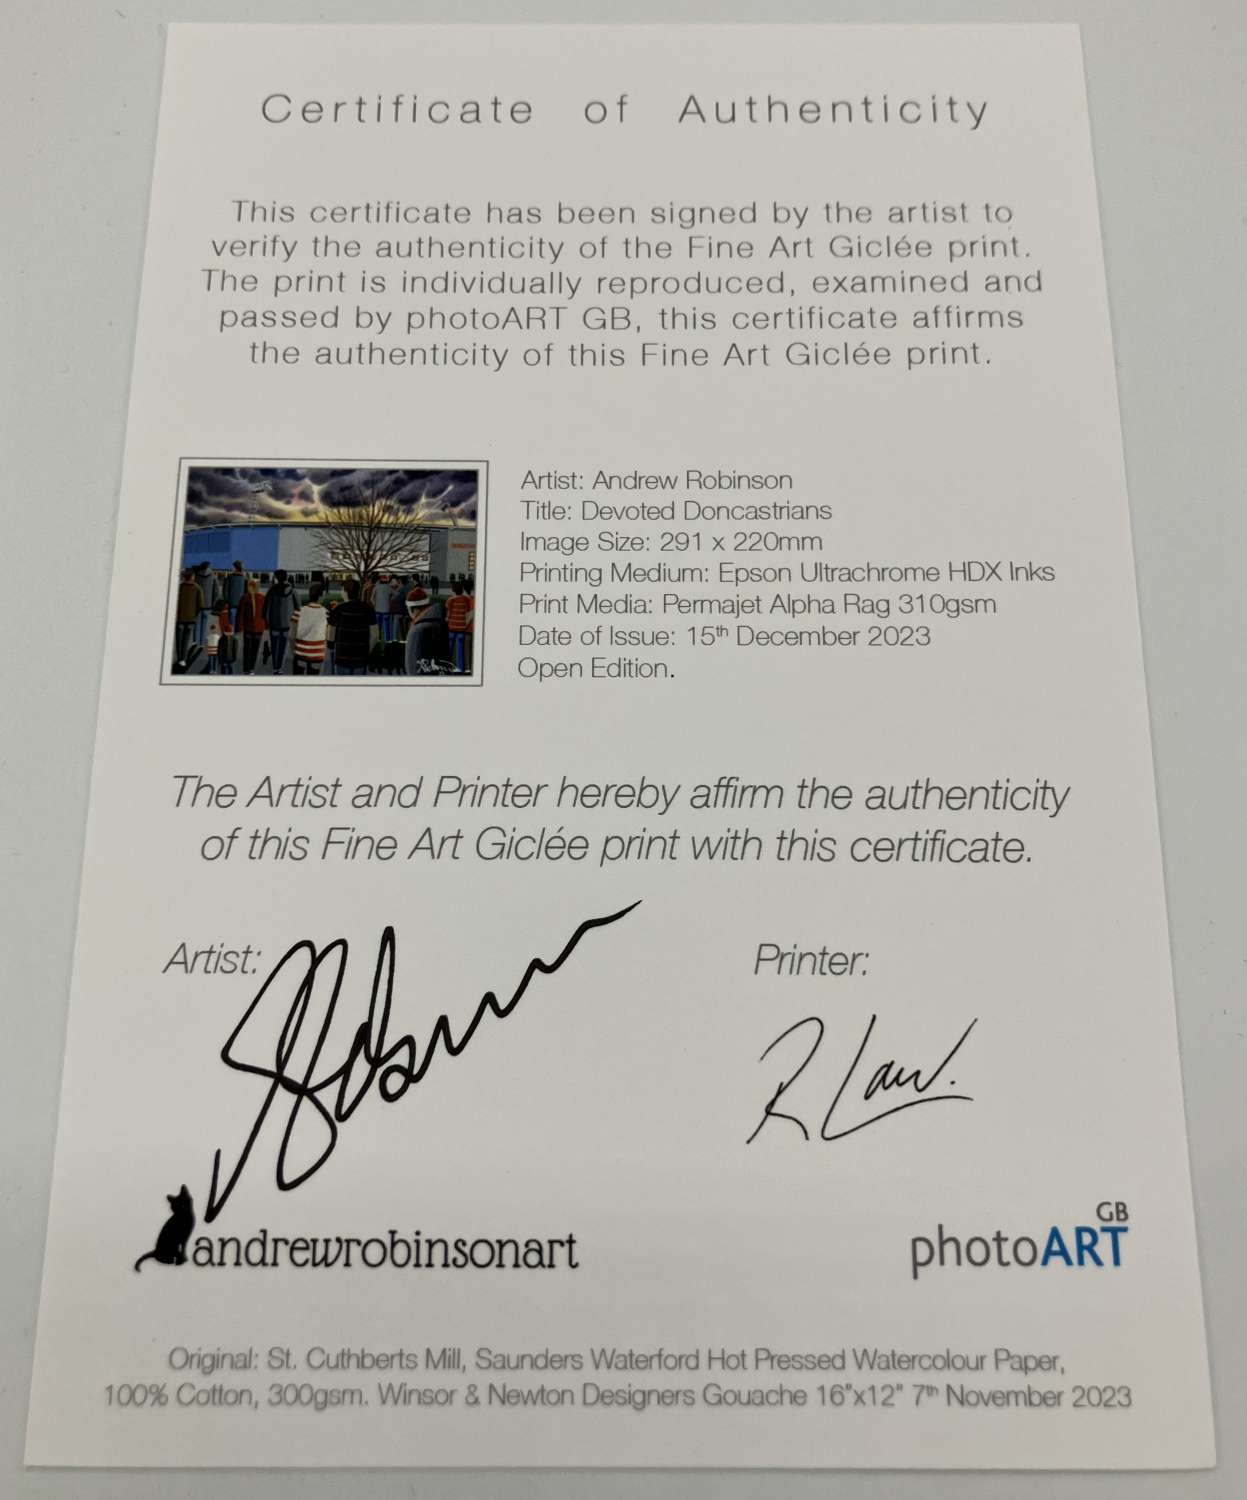 Certificate of Authenticity
This certificate has been signed by the artist to
verify the authenticity of the Fine Art Giclée print.
The print is individually reproduced, examined and
passed by photoART GB, this certificate affirms
the authenticity of this Fine Art Giclée print.
Artist: Andrew Robinson
Title: Devoted Doncastrians
Image Size: 291 x 220mm
Printing Medium: Epson Ultrachrome HDX Inks
Print Media: Permajet Alpha Rag 310gsm
Date of Issue: 15th December 2023
Open Edition.
The Artist and Printer hereby affirm the authenticity
of this Fine Art Giclée print with this certificate.
Artist:
Printer:
R Law.
andrewrobinsonart
photoART GB
Original: St. Cuthberts Mill, Saunders Waterford Hot Pressed Watercolour Paper,
100% Cotton, 300gsm. Winsor & Newton Designers Gouache 16"x12" 7th November 2023